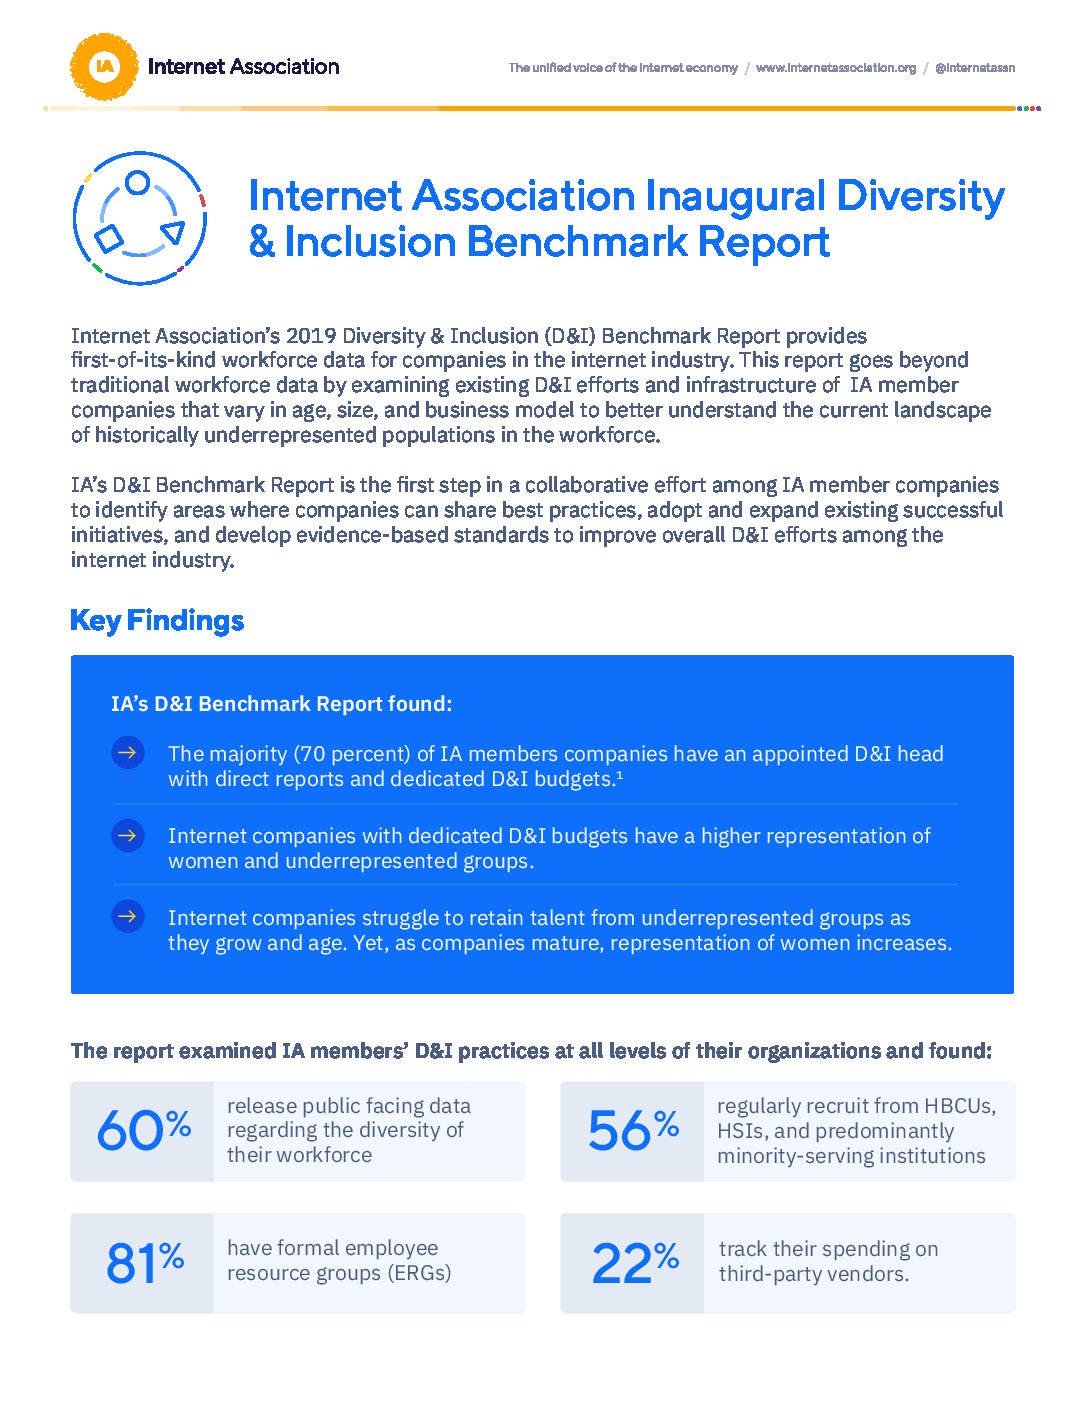 IA Internet Association
The unified voice of the internet economy / www.internetassociation.org / @internetassn
Internet Association Inaugural Diversity
& Inclusion Benchmark Report
Internet Association's 2019 Diversity & Inclusion (D&I) Benchmark Report provides
first-of-its-kind workforce data for companies in the internet industry. This report goes beyond
traditional workforce data by examining existing D&I efforts and infrastructure of IA member
companies that vary in age, size, and business model to better understand the current landscape
of historically underrepresented populations in the workforce.
IA's D&I Benchmark Report is the first step in a collaborative effort among IA member companies
to identify areas where companies can share best practices, adopt and expand existing successful
initiatives, and develop evidence-based standards to improve overall D&I efforts among the
internet industry.
Key Findings
IA's D&I Benchmark Report found:
The majority (70 percent) of IA members companies have an appointed D&I head
with direct reports and dedicated D&I budgets.¹
Internet companies with dedicated D&I budgets have a higher representation of
women and underrepresented groups.
Internet companies struggle to retain talent from underrepresented groups as
they grow and age. Yet, as companies mature, representation of women increases.
The report examined IA members' D&I practices at all levels of their organizations and found:
60%
release public facing data
regarding the diversity of
their workforce
56%
regularly recruit from HBCUs,
HSIs, and predominantly
minority-serving institutions
81%
have formal employee
resource groups (ERGs)
22%
track their spending on
third-party vendors.